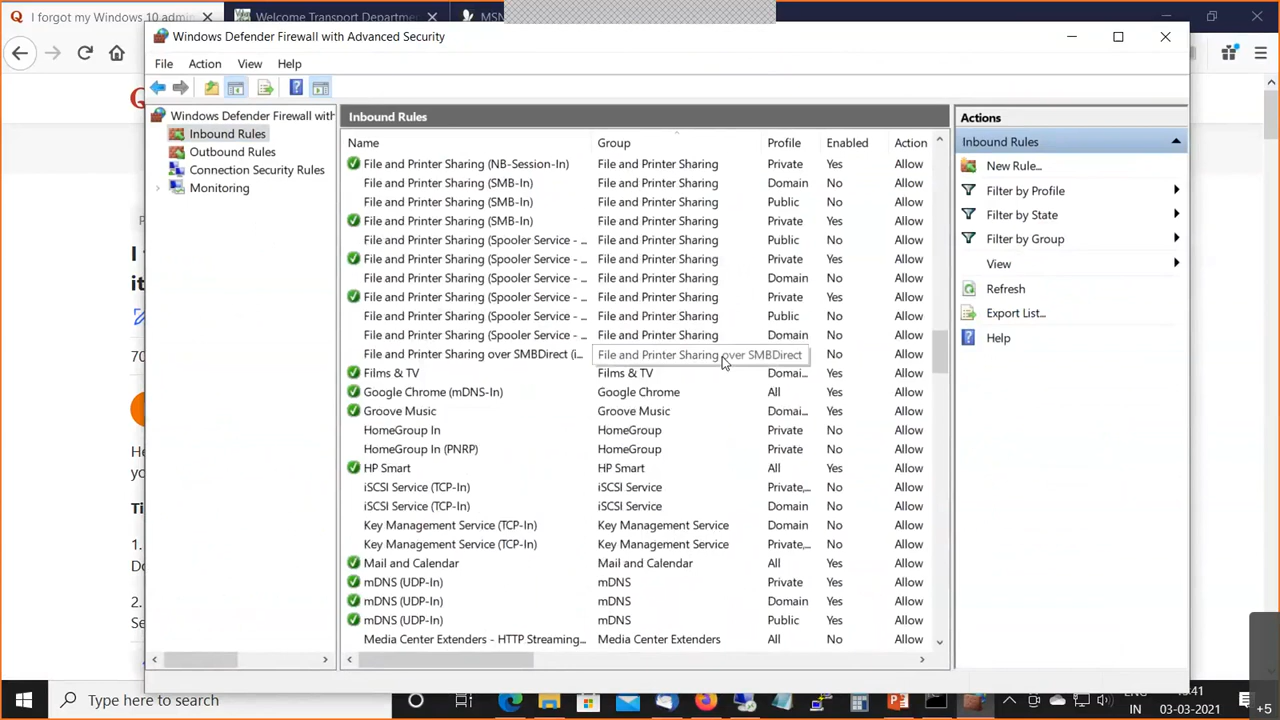 I forgot my Windows 10 admin
Welcome Transport Departme
MSN
Windows Defender Firewall with Advanced Security
File Action View Help
Windows Defender Firewall with
Inbound Rules
Outbound Rules
Connection Security Rules
Monitoring
Inbound Rules
Name Group Profile Enabled Action
File and Printer Sharing (NB-Session-In) File and Printer Sharing Private Yes Allow
File and Printer Sharing (SMB-In) File and Printer Sharing Domain No Allow
File and Printer Sharing (SMB-In) File and Printer Sharing Public No Allow
File and Printer Sharing (SMB-In) File and Printer Sharing Private Yes Allow
File and Printer Sharing (Spooler Service - ... File and Printer Sharing Public No Allow
File and Printer Sharing (Spooler Service - ... File and Printer Sharing Private Yes Allow
File and Printer Sharing (Spooler Service - ... File and Printer Sharing Domain No Allow
File and Printer Sharing (Spooler Service - ... File and Printer Sharing Private Yes Allow
File and Printer Sharing (Spooler Service - ... File and Printer Sharing Public No Allow
File and Printer Sharing (Spooler Service - ... File and Printer Sharing Domain No Allow
File and Printer Sharing over SMBDirect (i... File and Printer Sharing over SMBDirect No Allow
Films & TV Films & TV Domai... Yes Allow
Google Chrome (mDNS-In) Google Chrome All Yes Allow
Groove Music Groove Music Domai... Yes Allow
HomeGroup In HomeGroup Private No Allow
HomeGroup In (PNRP) HomeGroup Private No Allow
HP Smart HP Smart All Yes Allow
iSCSI Service (TCP-In) iSCSI Service Private,... No Allow
iSCSI Service (TCP-In) iSCSI Service Domain No Allow
Key Management Service (TCP-In) Key Management Service Domain No Allow
Key Management Service (TCP-In) Key Management Service Private,... No Allow
Mail and Calendar Mail and Calendar All Yes Allow
mDNS (UDP-In) mDNS Private Yes Allow
mDNS (UDP-In) mDNS Domain Yes Allow
mDNS (UDP-In) mDNS Public Yes Allow
Media Center Extenders - HTTP Streaming... Media Center Extenders All No Allow
Actions
Inbound Rules
New Rule...
Filter by Profile
Filter by State
Filter by Group
View
Refresh
Export List...
Help
I
it
70
He
yo
Ti
1.
Do
2.
Se
Type here to search
IN
03-03-2021
+5